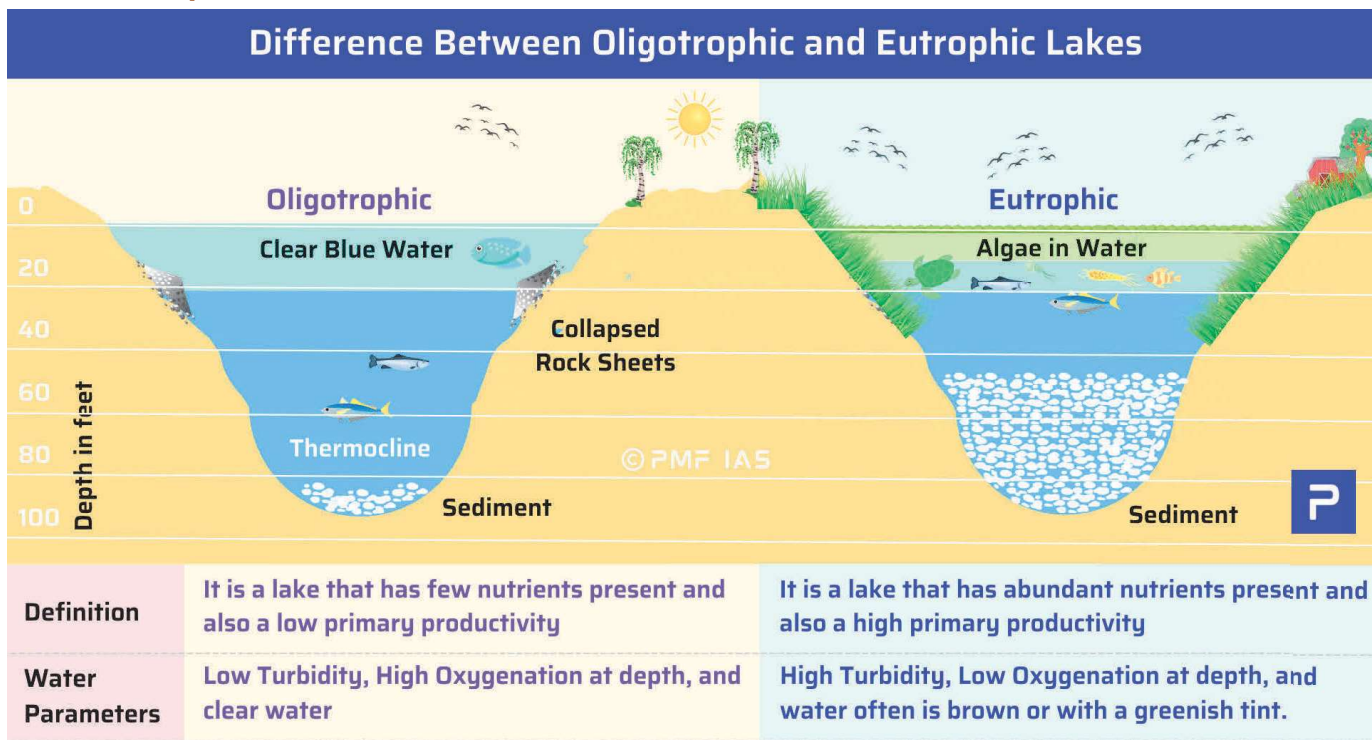 Difference Between Oligotrophic and Eutrophic Lakes
Oligotrophic
Eutrophic
Clear Blue Water
Algae in Water
0
20
40
60
80
100
Depth in feet
Collapsed
Rock Sheets
Thermocline
© PMF IAS
Sediment
Sediment
P
Definition
It is a lake that has few nutrients present and
also a low primary productivity
It is a lake that has abundant nutrients present and
also a high primary productivity
Water
Parameters
Low Turbidity, High Oxygenation at depth, and
clear water
High Turbidity, Low Oxygenation at depth, and
water often is brown or with a greenish tint.